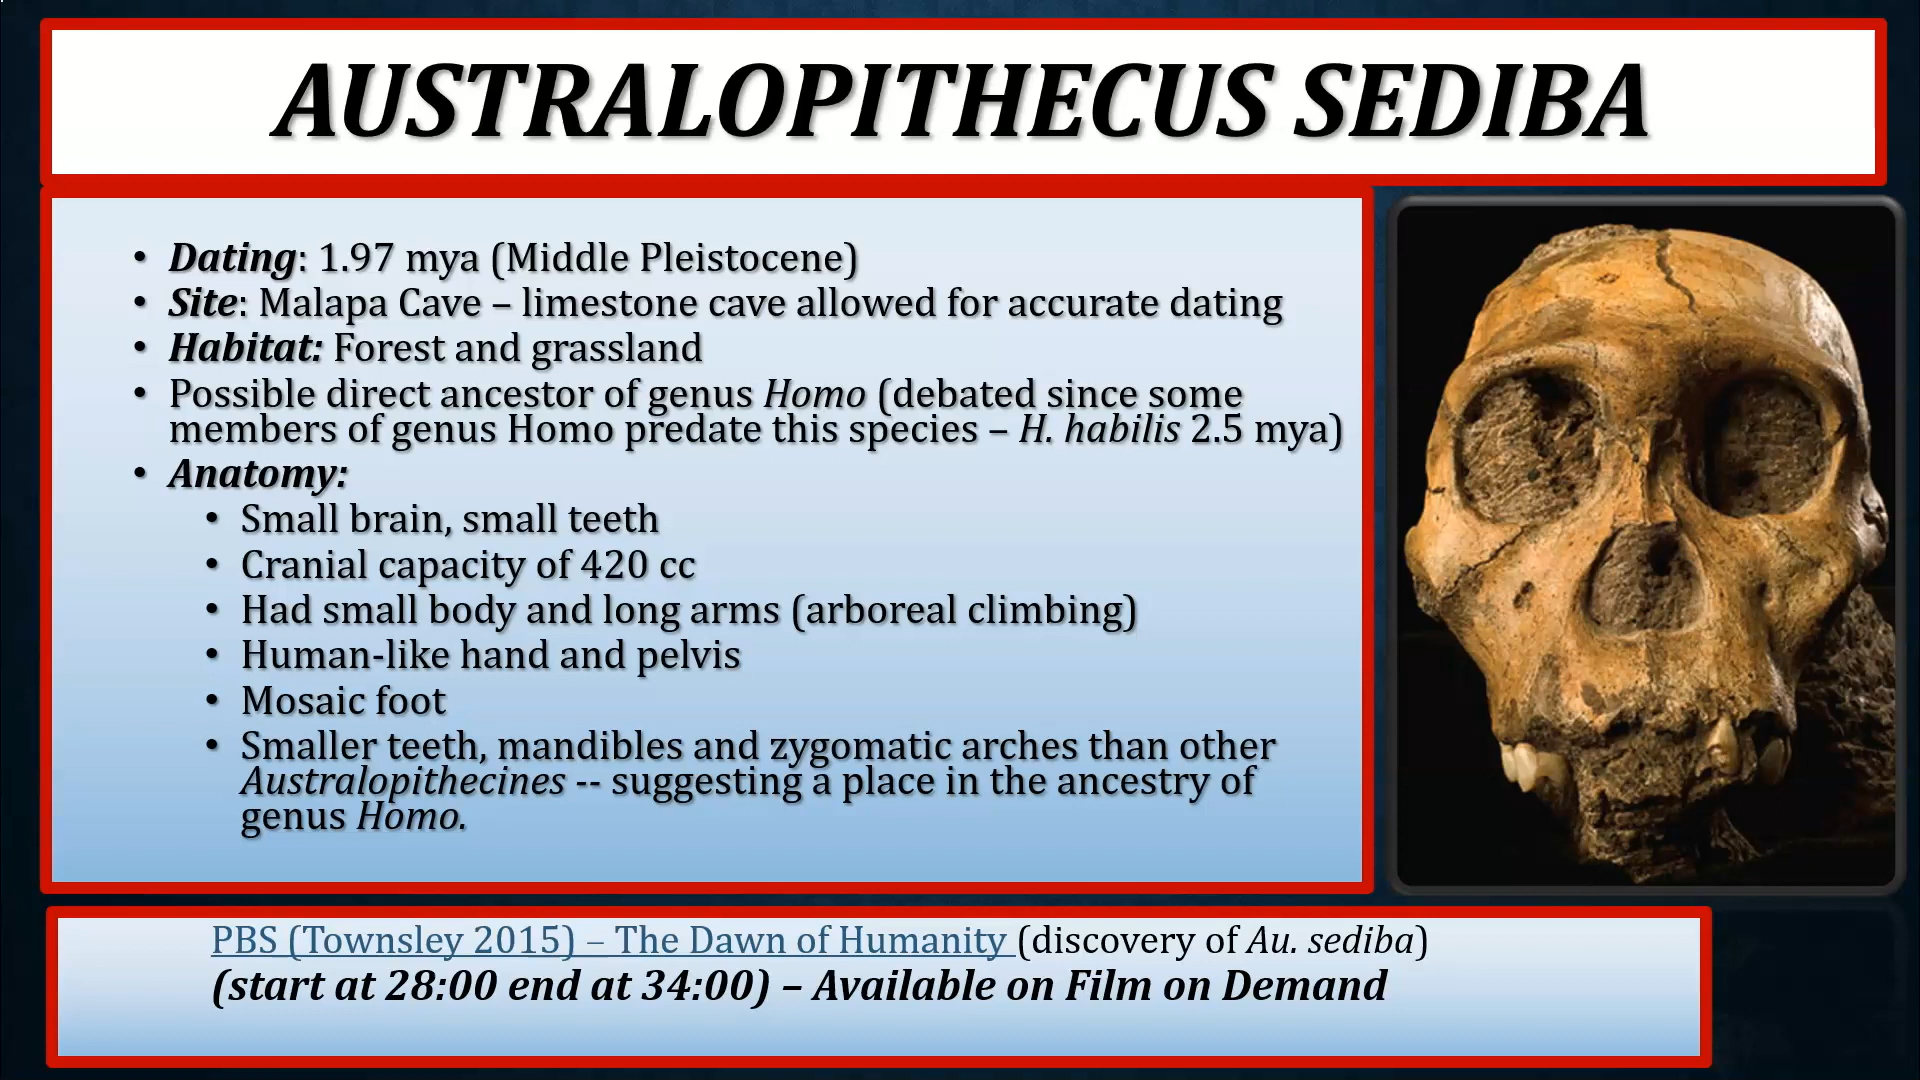 AUSTRALOPITHECUS SEDIBA
• Dating: 1.97 mya (Middle Pleistocene)
• Site: Malapa Cave – limestone cave allowed for accurate dating
• Habitat: Forest and grassland
• Possible direct ancestor of genus Homo (debated since some
members of genus Homo predate this species – H. habilis 2.5 mya)
• Anatomy:
• Small brain, small teeth
• Cranial capacity of 420 cc
• Had small body and long arms (arboreal climbing)
• Human-like hand and pelvis
• Mosaic foot
• Smaller teeth, mandibles and zygomatic arches than other
Australopithecines -- suggesting a place in the ancestry of
genus Homo.
PBS (Townsley 2015) – The Dawn of Humanity (discovery of Au. sediba)
(start at 28:00 end at 34:00) – Available on Film on Demand